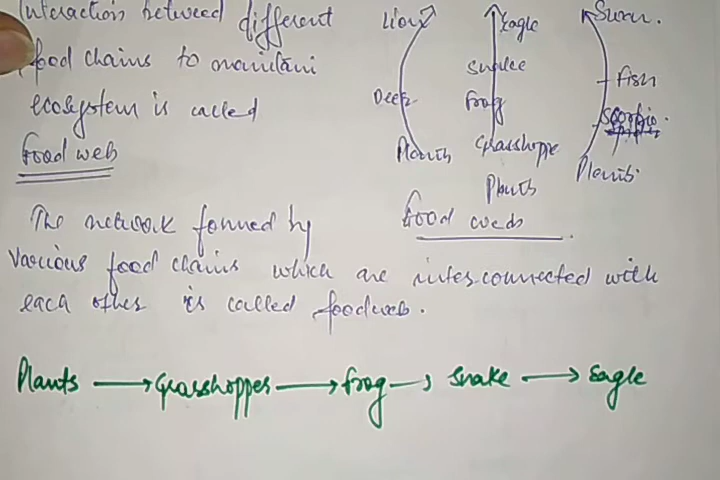 Interaction between different
food chains to maintain
ecosystem is called
food web
Lion
Deer
Plants
Eagle
Snake
Frog
Grasshoppe
Plants
Swan.
Fish
Scorpio.
Plants.
food webs
The network formed by
various food chains which are interconnected with
each other is called foodweb.
Plants → Grasshopper → Frog → Snake → Eagle